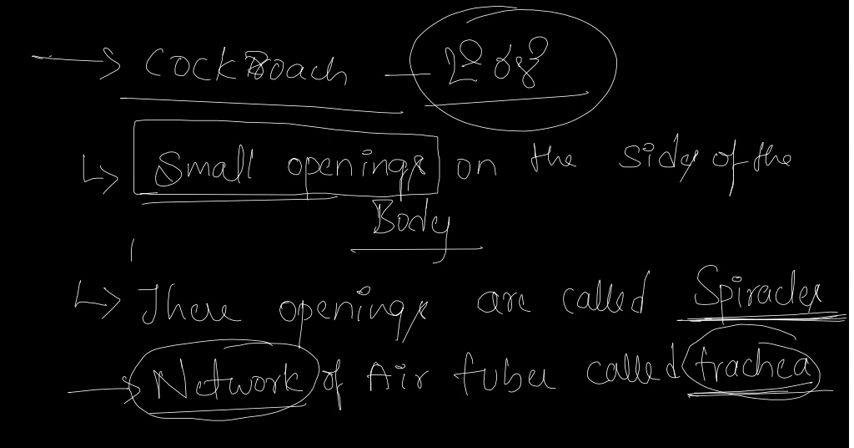 → Cockroach –
↳ Small openings on the sides of the
Body
↳ These openings are called Spiracles
→ Network of Air tubes called trachea